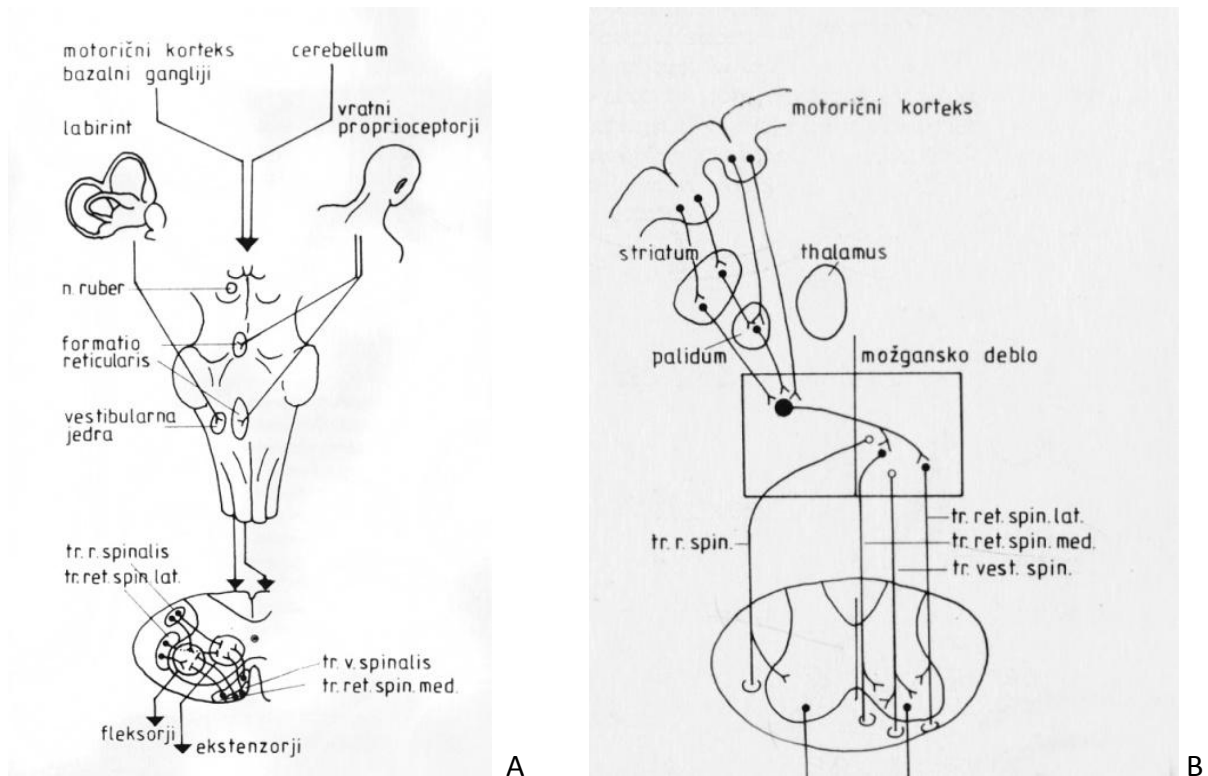 motorični korteks
bazalni gangliji
cerebellum
labirint
vratni
proprioceptorji
n. ruber
formatio
reticularis
vestibularna
jedra
tr. r. spinalis
tr. ret. spin. lat.
tr. v. spinalis
tr. ret. spin. med.
fleksorji
ekstenzorji
A
motorični korteks
striatum
thalamus
palidum
možgansko deblo
tr. ret. spin. lat.
tr. r. spin.
tr. ret. spin. med.
tr. vest. spin.
B